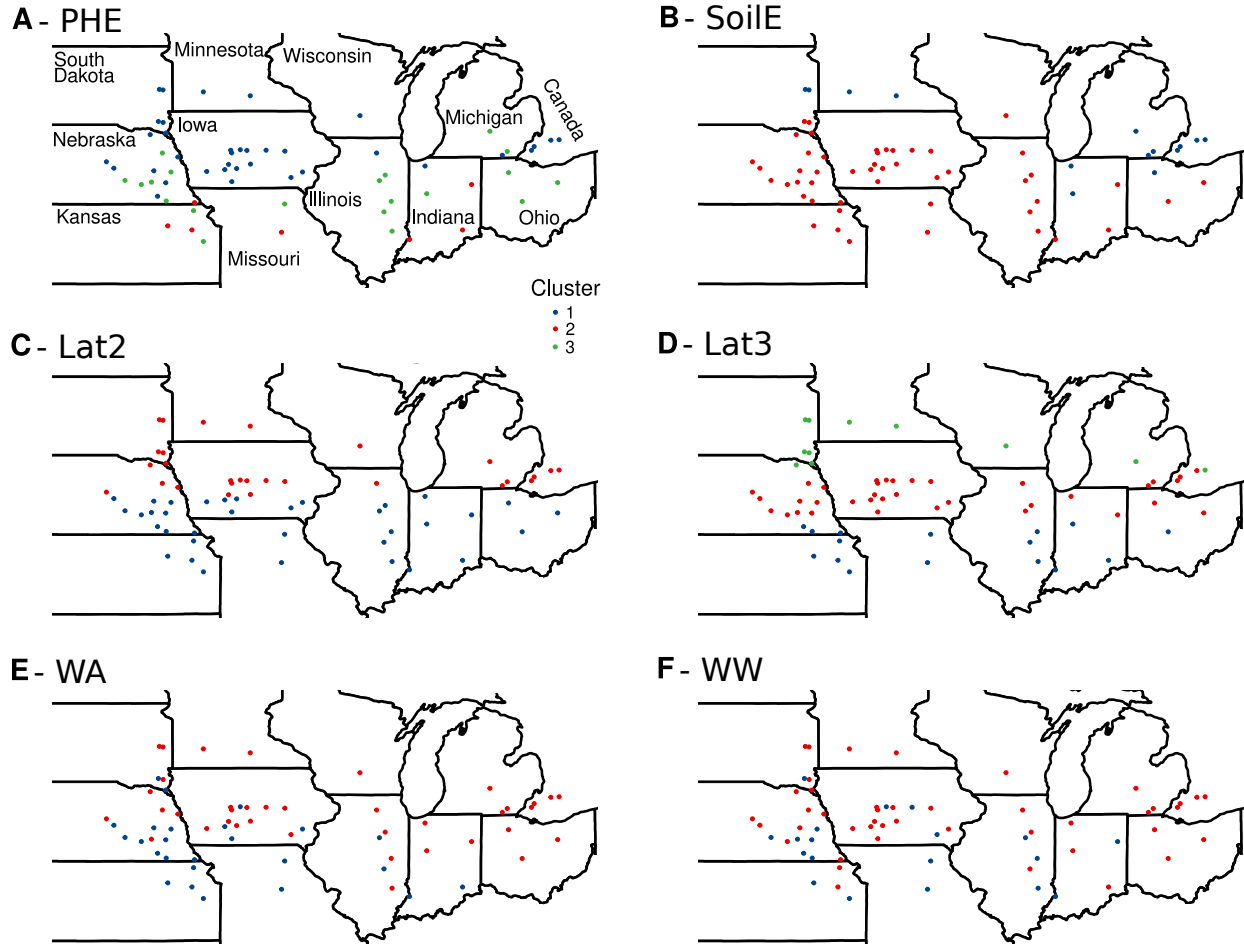 A - PHE
B - SoilE
Minnesota
Wisconsin
South
Dakota
Michigan
Canada
Nebraska
Iowa
Illinois
Kansas
Indiana
Ohio
Missouri
Cluster
1
2
3
C - Lat2
D - Lat3
E - WA
F - WW